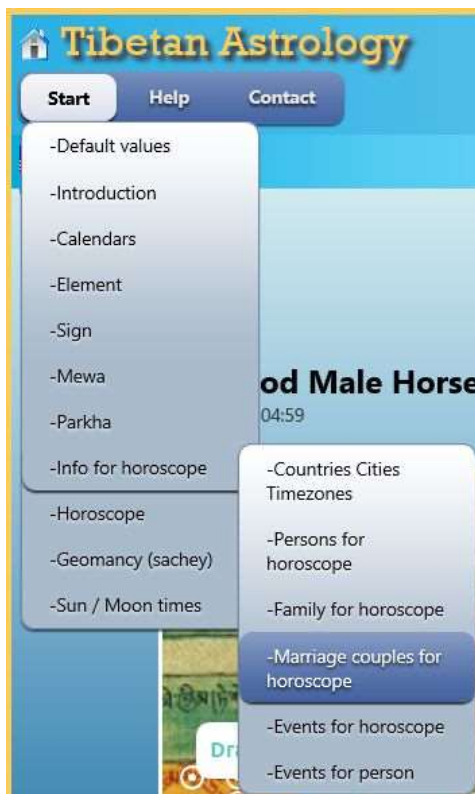 Tibetan Astrology
Start Help Contact
-Default values
-Introduction
-Calendars
-Element
-Sign
-Mewa
-Parkha
-Info for horoscope
-Horoscope
-Geomancy (sachey)
-Sun / Moon times
od Male Horse
04:59
-Countries Cities
Timezones
-Persons for
horoscope
-Family for horoscope
-Marriage couples for
horoscope
-Events for horoscope
-Events for person
Dra